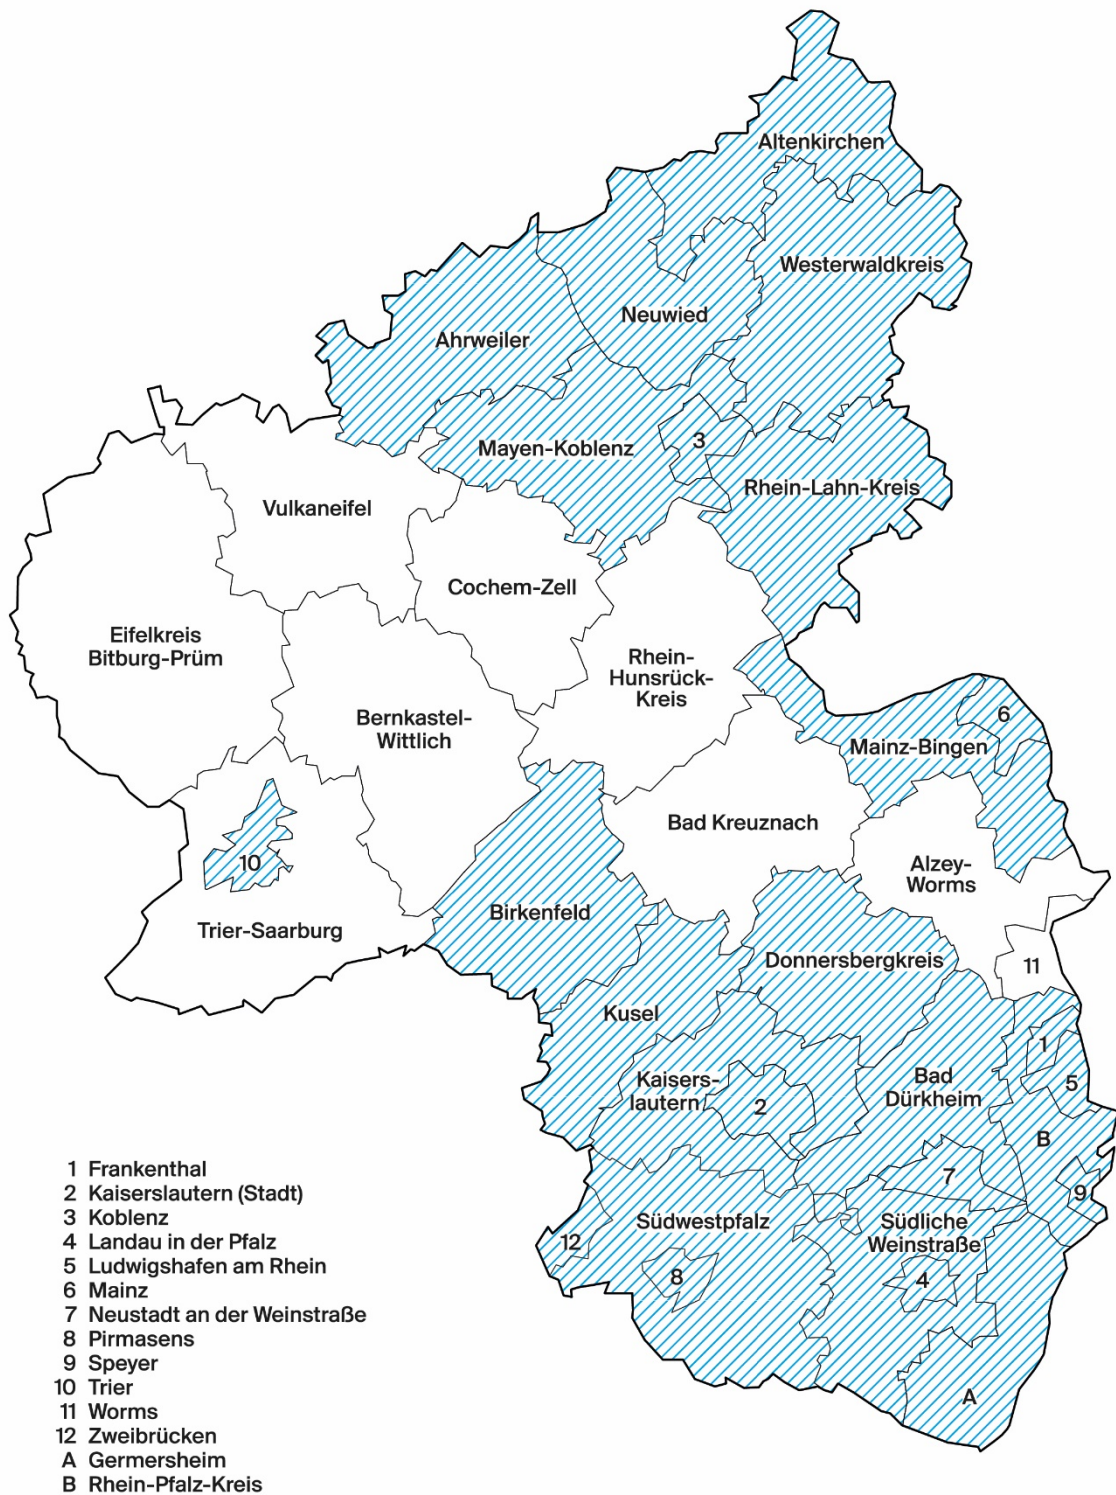 Altenkirchen
Westerwaldkreis
Neuwied
Ahrweiler
3
Mayen-Koblenz
Rhein-Lahn-Kreis
Vulkaneifel
Cochem-Zell
Eifelkreis
Bitburg-Prüm
Rhein-
Hunsrück-
Kreis
Bernkastel-
Wittlich
6
Mainz-Bingen
Bad Kreuznach
10
Alzey-
Worms
Birkenfeld
Trier-Saarburg
Donnersbergkreis
11
Kusel
1
Kaisers-
lautern
2
Bad
Dürkheim
5
B
7
9
Südwestpfalz
Südliche
Weinstraße
12
8
4
A
1 Frankenthal
2 Kaiserslautern (Stadt)
3 Koblenz
4 Landau in der Pfalz
5 Ludwigshafen am Rhein
6 Mainz
7 Neustadt an der Weinstraße
8 Pirmasens
9 Speyer
10 Trier
11 Worms
12 Zweibrücken
A Germersheim
B Rhein-Pfalz-Kreis